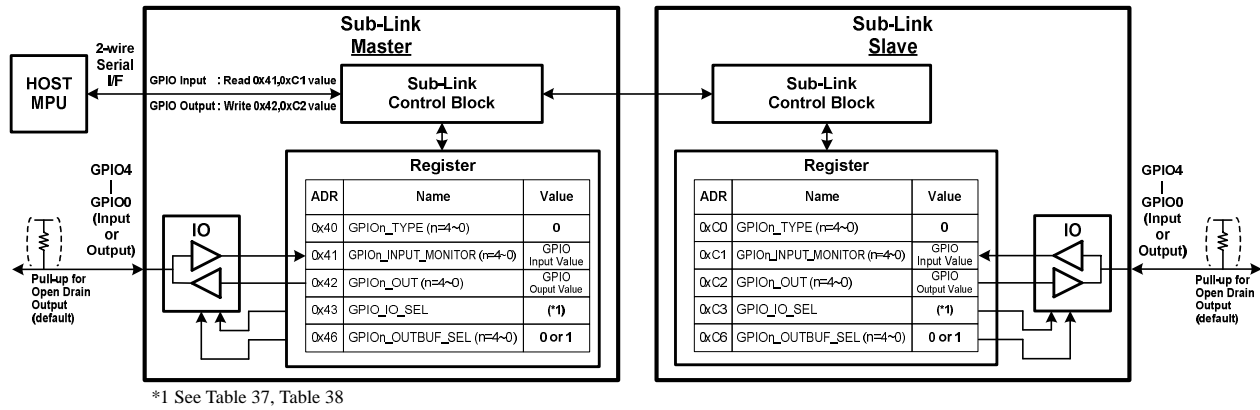 Sub-Link
Master
Sub-Link
Slave
2-wire
Serial
I/F
HOST
MPU
GPIO Input : Read 0x41,0xC1 value
GPIO Output : Write 0x42,0xC2 value
Sub-Link
Control Block
Sub-Link
Control Block
GPIO4
|
GPIO0
(Input
or
Output)
Pull-up for
Open Drain
Output
(default)
IO
Register
ADR Name Value
0x40 GPIOn_TYPE (n=4~0) 0
0x41 GPIOn_INPUT_MONITOR (n=4~0) GPIO Input Value
0x42 GPIOn_OUT (n=4~0) GPIO Ouput Value
0x43 GPIO_IO_SEL (*1)
0x46 GPIOn_OUTBUF_SEL (n=4~0) 0 or 1
Register
ADR Name Value
0xC0 GPIOn_TYPE (n=4~0) 0
0xC1 GPIOn_INPUT_MONITOR (n=4~0) GPIO Input Value
0xC2 GPIOn_OUT (n=4~0) GPIO Output Value
0xC3 GPIO_IO_SEL (*1)
0xC6 GPIOn_OUTBUF_SEL (n=4~0) 0 or 1
IO
GPIO4
|
GPIO0
(Input
or
Output)
Pull-up for
Open Drain
Output
(default)
*1 See Table 37, Table 38